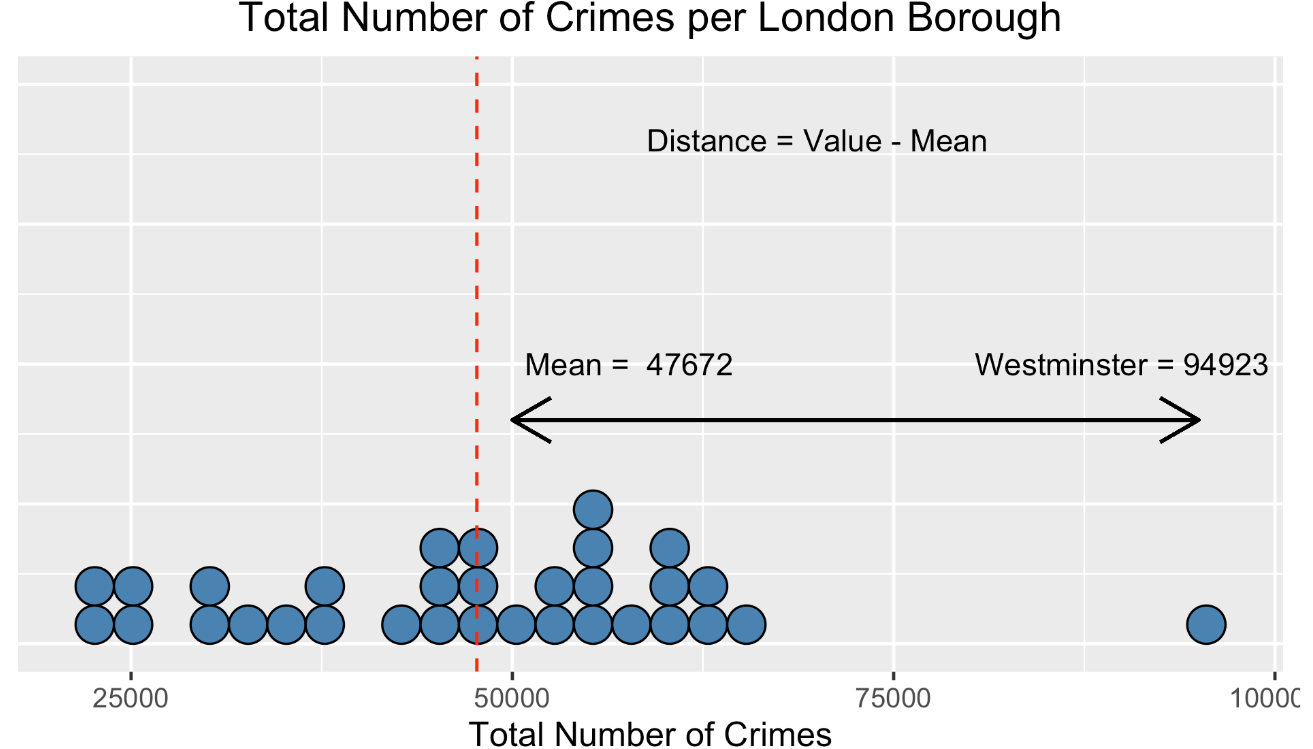 Total Number of Crimes per London Borough
Distance = Value - Mean
Mean = 47672
Westminster = 94923
25000
50000
75000
10000
Total Number of Crimes